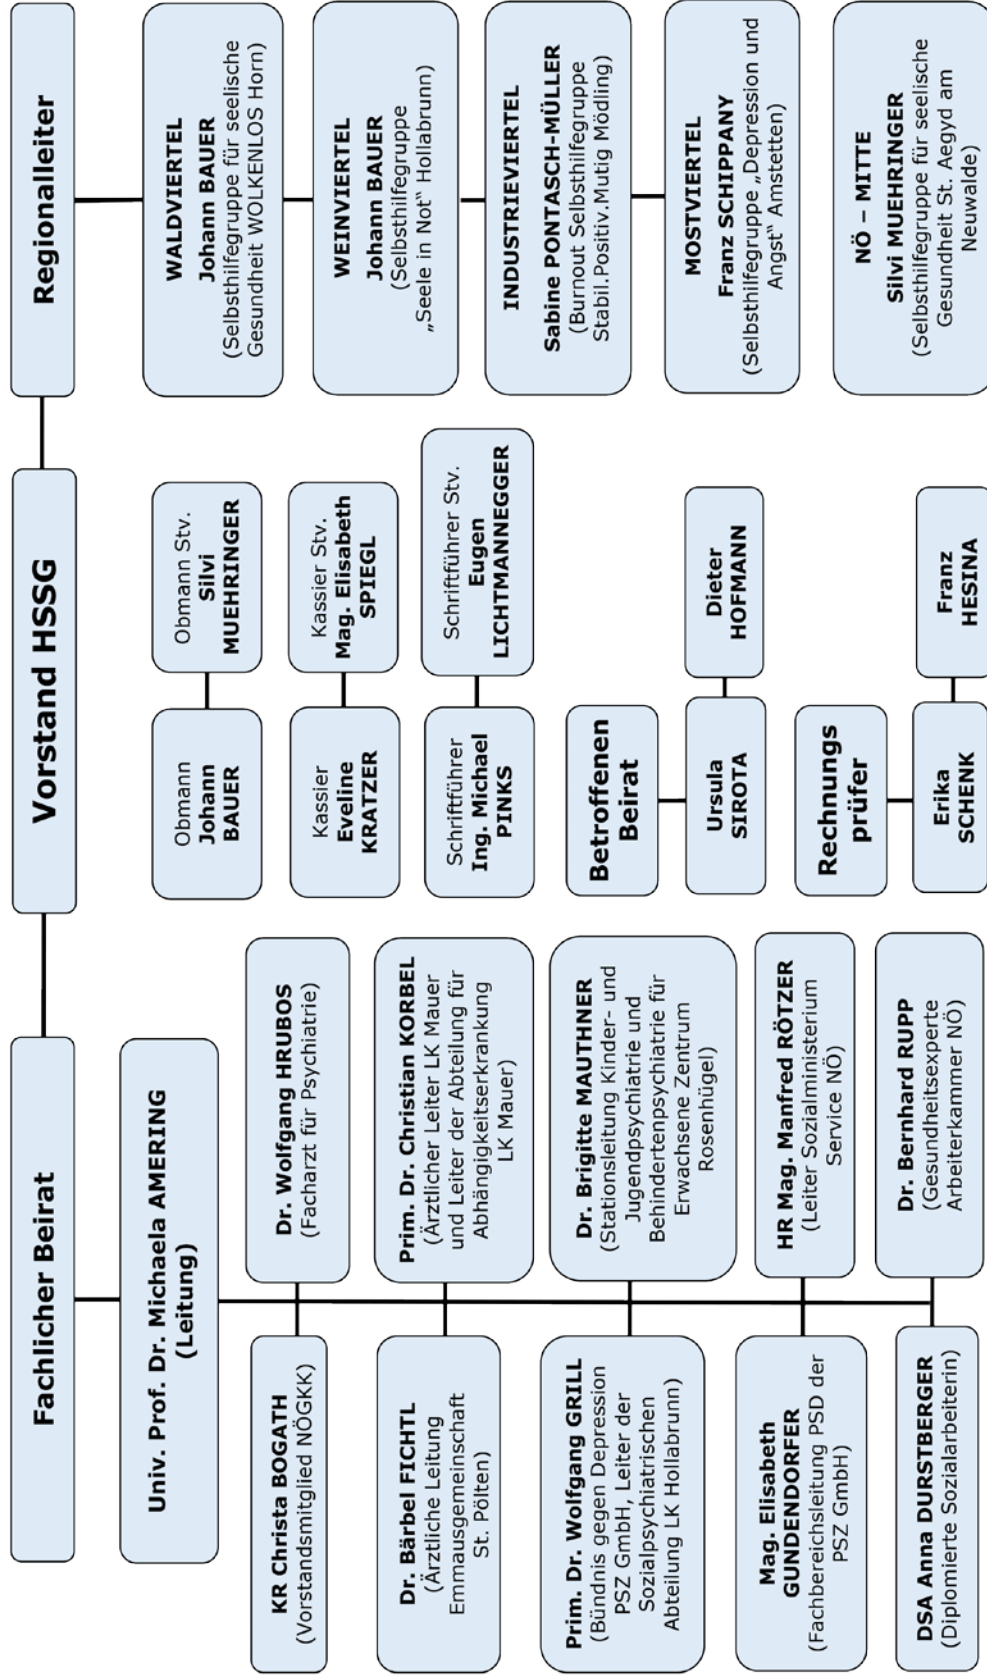 Fachlicher Beirat
Univ. Prof. Dr. Michaela AMERING
(Leitung)
KR Christa BOGATH
(Vorstandsmitglied NÖGKK)
Dr. Wolfgang HRUBOS
(Facharzt für Psychiatrie)
Dr. Bärbel FICHTL
(Ärztliche Leitung
Emmausgemeinschaft
St. Pölten)
Prim. Dr. Christian KORBEL
(Ärztlicher Leiter LK Mauer
und Leiter der Abteilung für
Abhängigkeitserkrankung
LK Mauer)
Prim. Dr. Wolfgang GRILL
(Bündnis gegen Depression
PSZ GmbH, Leiter der
Sozialpsychiatrischen
Abteilung LK Hollabrunn)
Dr. Brigitte MAUTHNER
(Stationsleitung Kinder- und
Jugendpsychiatrie und
Behindertenpsychiatrie für
Erwachsene Zentrum
Rosenhügel)
Mag. Elisabeth
GUNDENDORFER
(Fachbereichsleitung PSD der
PSZ GmbH)
HR Mag. Manfred RÖTZER
(Leiter Sozialministerium
Service NÖ)
DSA Anna DURSTBERGER
(Diplomierte Sozialarbeiterin)
Dr. Bernhard RUPP
(Gesundheitsexperte
Arbeiterkammer NÖ)
Vorstand HSSG
Obmann
Johann
BAUER
Obmann Stv.
Silvi
MUEHRINGER
Kassier
Eveline
KRATZER
Kassier Stv.
Mag. Elisabeth
SPIEGL
Schriftführer
Ing. Michael
PINKS
Schriftführer Stv.
Eugen
LICHTMANNEGGER
Betroffenen
Beirat
Ursula
SIROTA
Dieter
HOFMANN
Rechnungs
prüfer
Erika
SCHENK
Franz
HESINA
Regionalleiter
WALDVIERTEL
Johann BAUER
(Selbsthilfegruppe für seelische
Gesundheit WOLKENLOS Horn)
WEINVIERTEL
Johann BAUER
(Selbsthilfegruppe
„Seele in Not“ Hollabrunn)
INDUSTRIEVIERTEL
Sabine PONTASCH-MÜLLER
(Burnout Selbsthilfegruppe
Stabil.Positiv.Mutig Mödling)
MOSTVIERTEL
Franz SCHIPPANY
(Selbsthilfegruppe „Depression und
Angst“ Amstetten)
NÖ – MITTE
Silvi MUEHRINGER
(Selbsthilfegruppe für seelische
Gesundheit St. Aegyd am
Neuwalde)